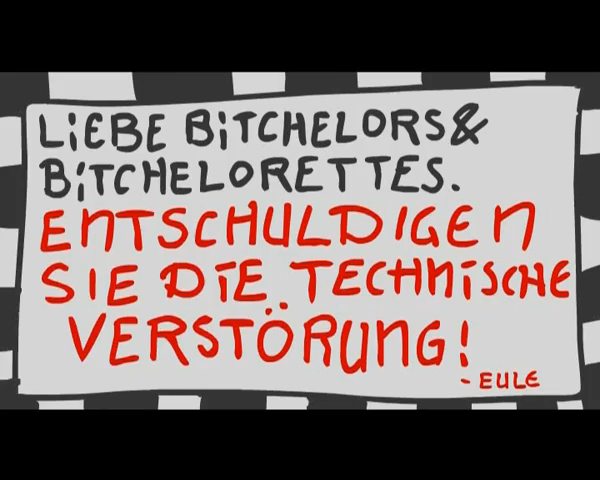 LiEBE BiTCHELORS&
BiTCHELORETTES.
ENTSCHULDIGEN
SIE DIE TECHNISCHE
VERSTÖRUNG!
- EULE